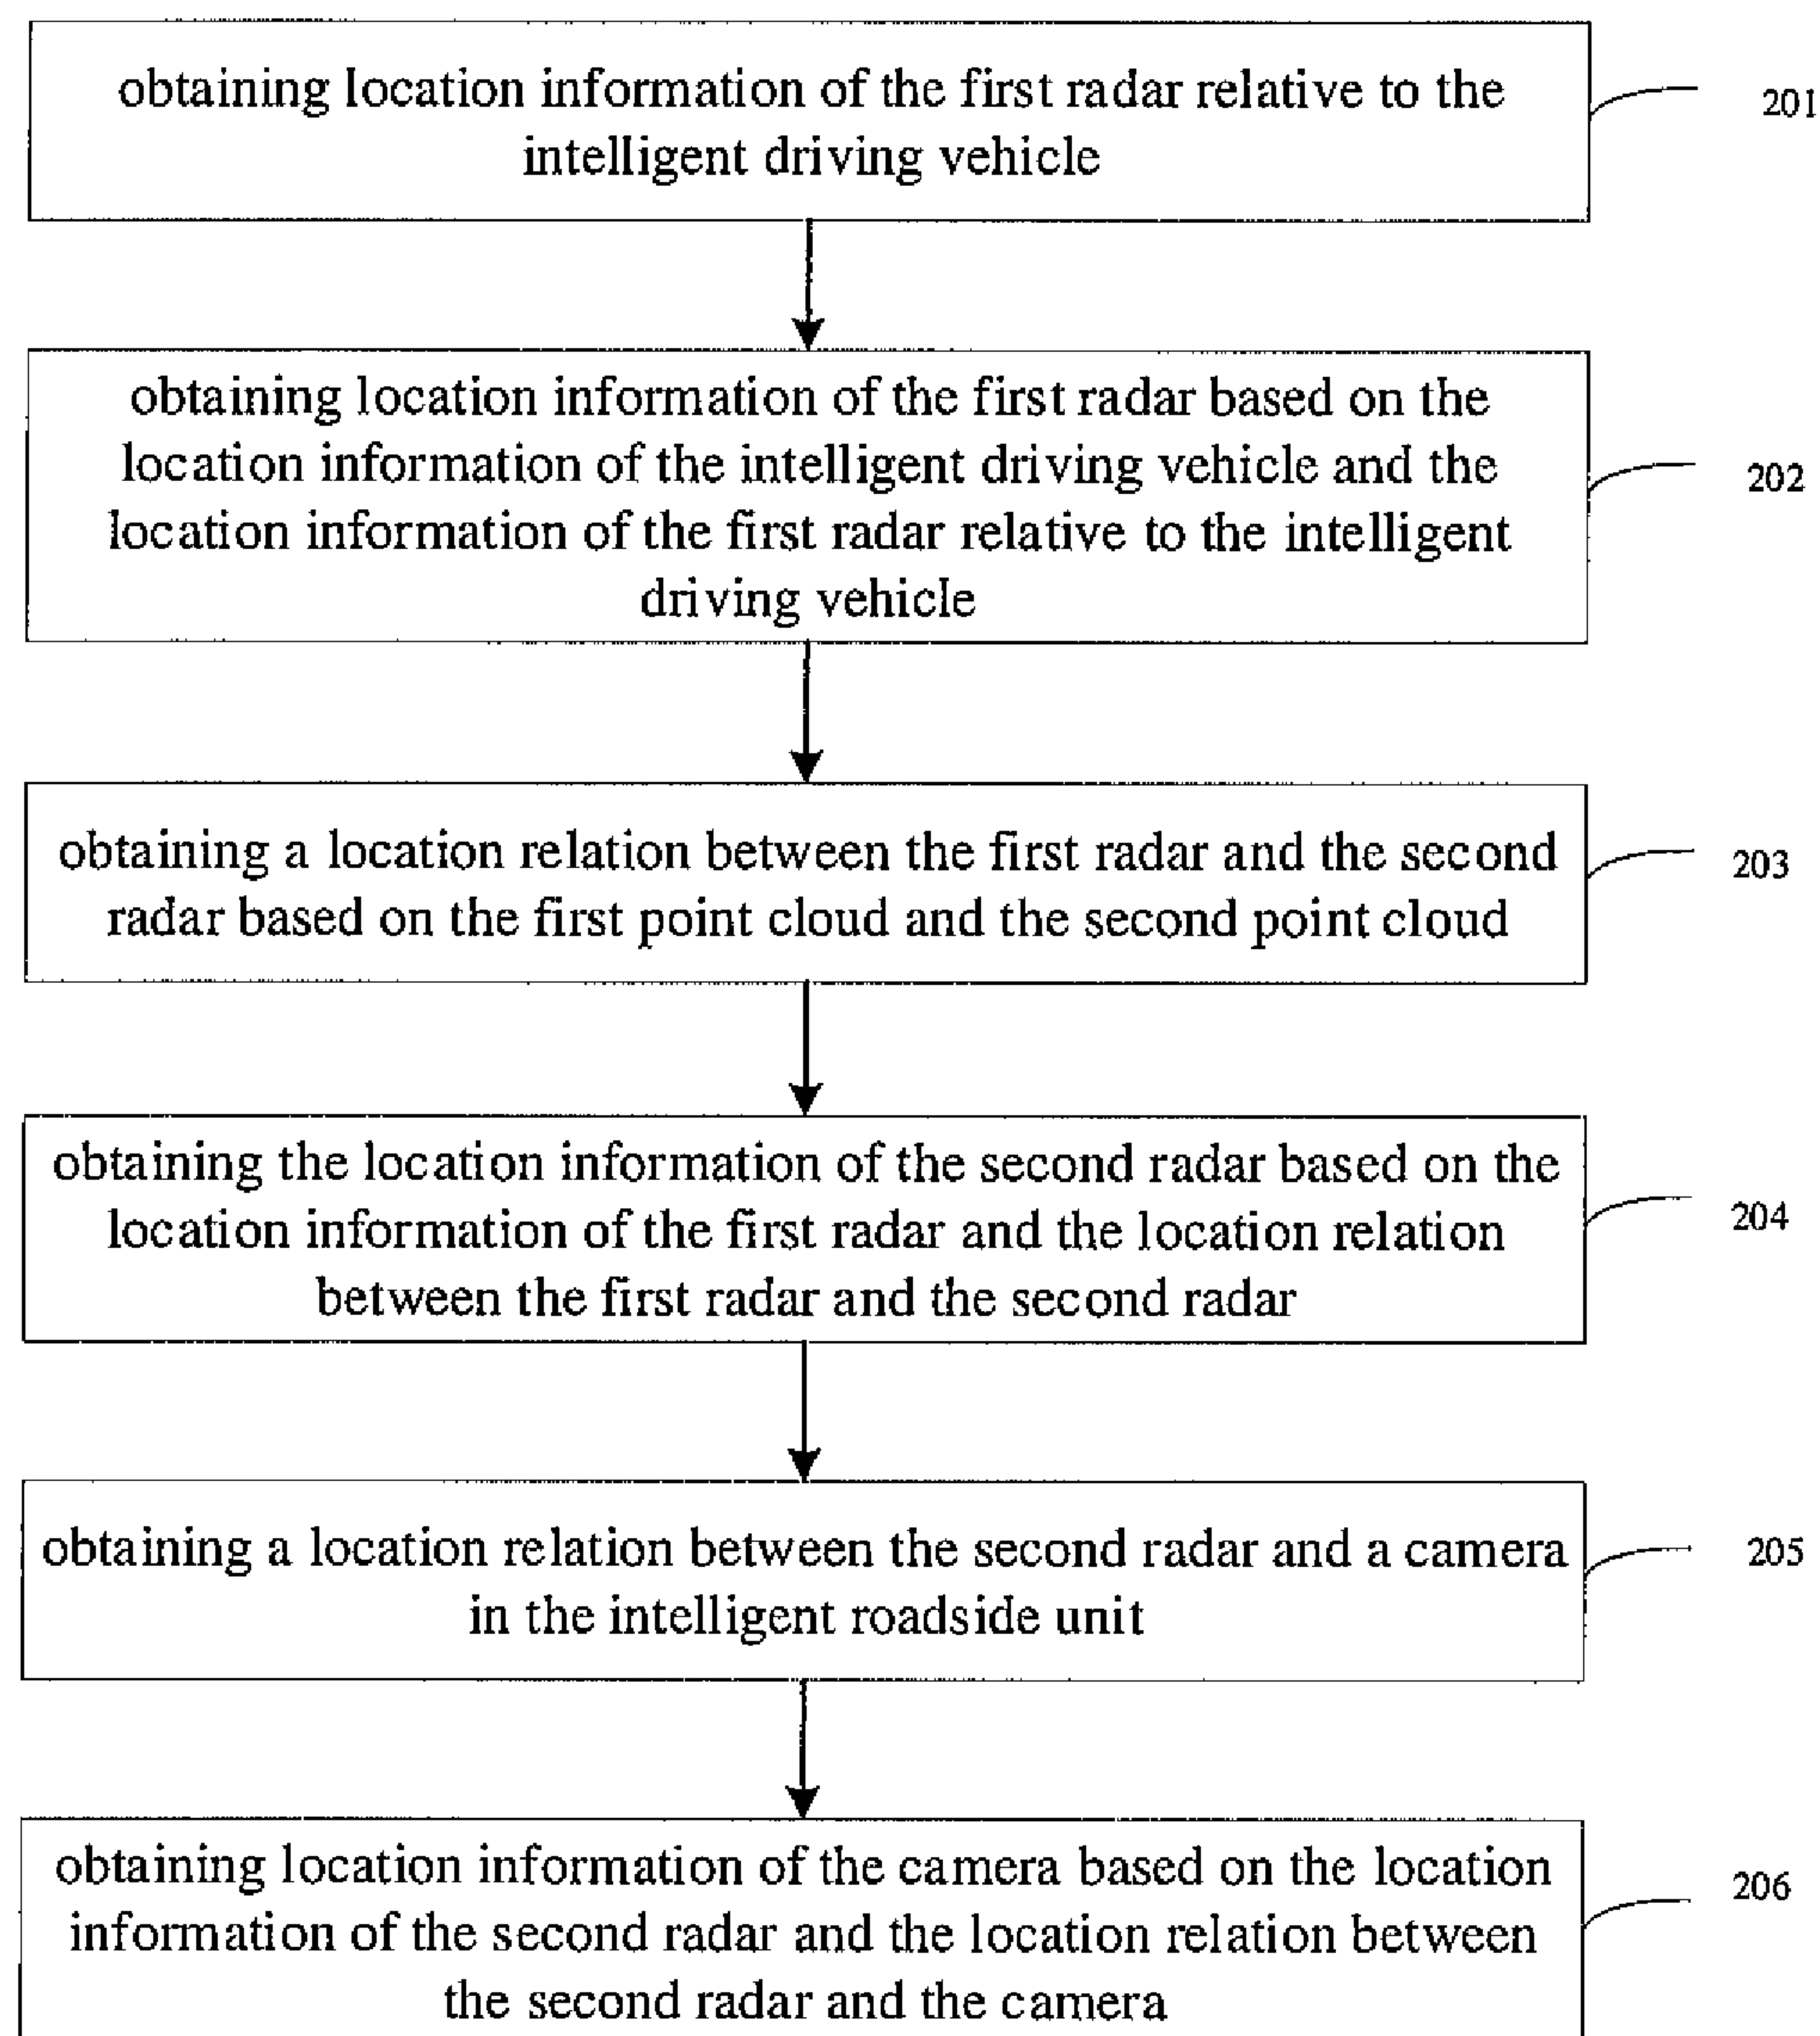 obtaining location information of the first radar relative to the
intelligent driving vehicle
201
obtaining location information of the first radar based on the
location information of the intelligent driving vehicle and the
location information of the first radar relative to the intelligent
driving vehicle
202
obtaining a location relation between the first radar and the second
radar based on the first point cloud and the second point cloud
203
obtaining the location information of the second radar based on the
location information of the first radar and the location relation
between the first radar and the second radar
204
obtaining a location relation between the second radar and a camera
in the intelligent roadside unit
205
obtaining location information of the camera based on the location
information of the second radar and the location relation between
the second radar and the camera
206